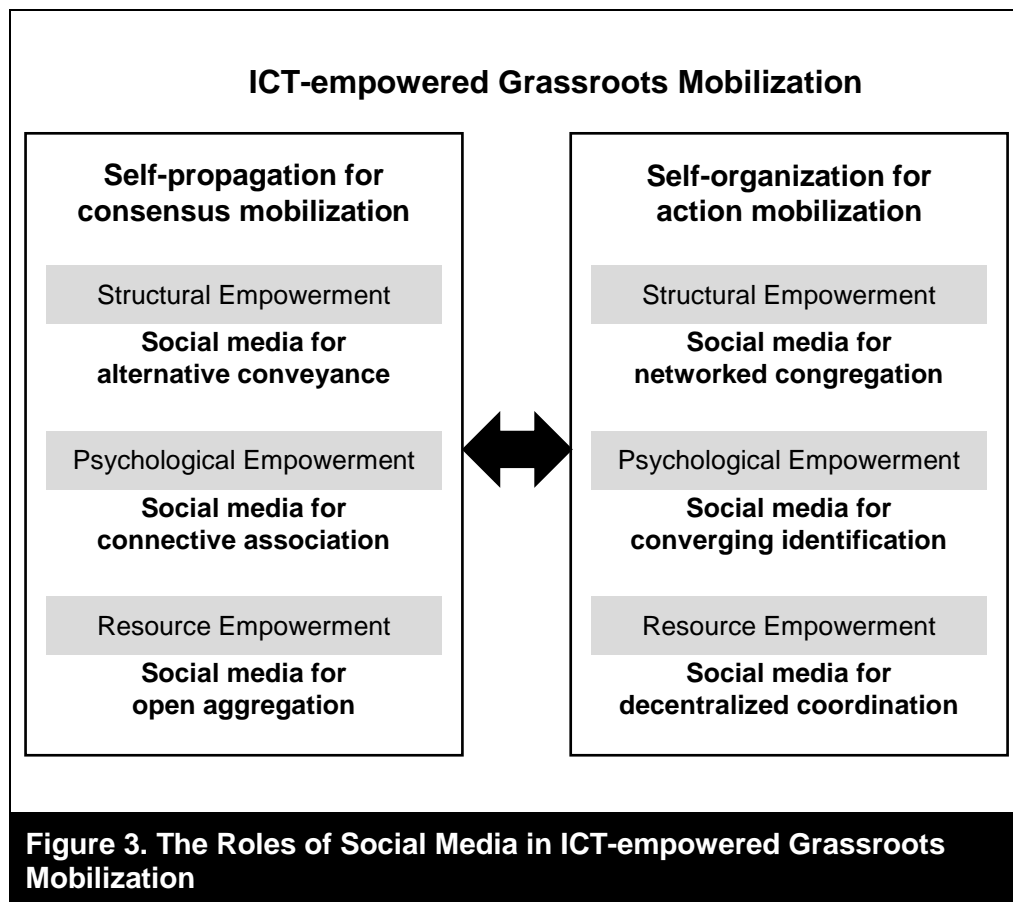 ICT-empowered Grassroots Mobilization
Self-propagation for
consensus mobilization
Structural Empowerment
Social media for
alternative conveyance
Psychological Empowerment
Social media for
connective association
Resource Empowerment
Social media for
open aggregation
Self-organization for
action mobilization
Structural Empowerment
Social media for
networked congregation
Psychological Empowerment
Social media for
converging identification
Resource Empowerment
Social media for
decentralized coordination
Figure 3. The Roles of Social Media in ICT-empowered Grassroots
Mobilization